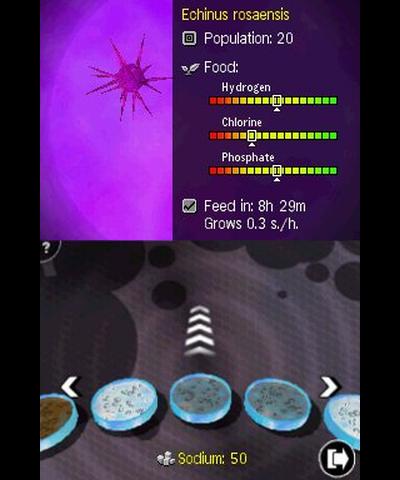 Echinus rosaensis
Population: 20
Food:
Hydrogen
Chlorine
Phosphate
Feed in: 8h 29m
Grows 0.3 s./h.
?
Sodium: 50